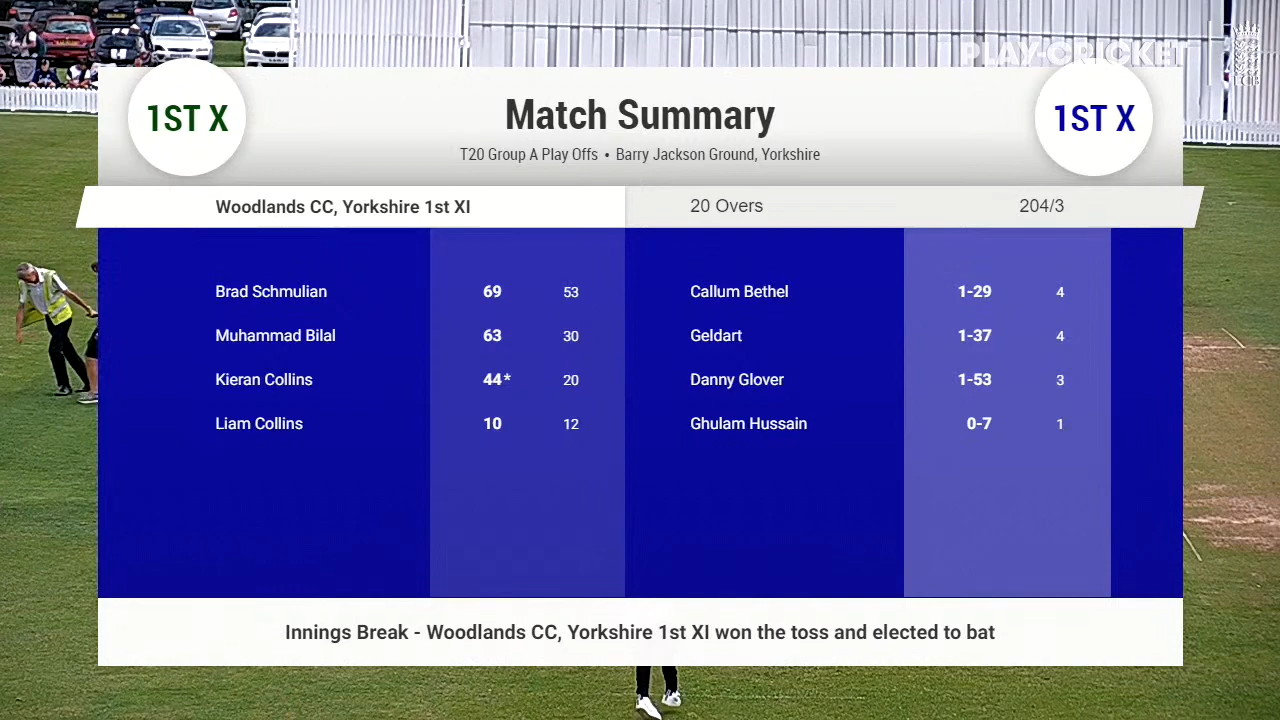 PLAY-CRICKET
ECB
1ST X
Match Summary
1ST X
T20 Group A Play Offs • Barry Jackson Ground, Yorkshire
Woodlands CC, Yorkshire 1st XI 20 Overs 204/3
Brad Schmulian 69 53 Callum Bethel 1-29 4
Muhammad Bilal 63 30 Geldart 1-37 4
Kieran Collins 44* 20 Danny Glover 1-53 3
Liam Collins 10 12 Ghulam Hussain 0-7 1
Innings Break - Woodlands CC, Yorkshire 1st XI won the toss and elected to bat